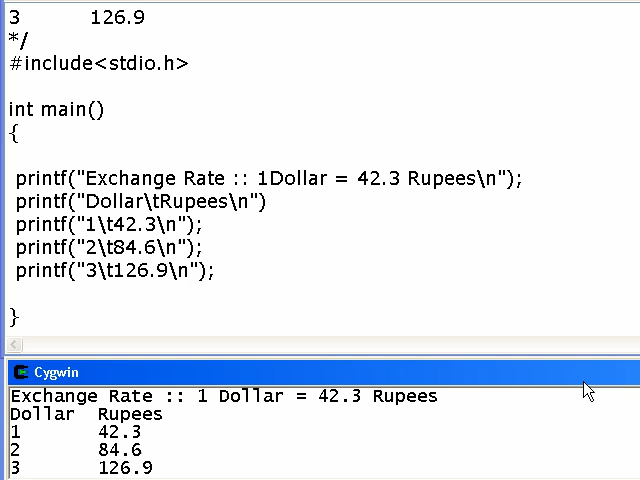 3 126.9
*/
#include<stdio.h>
int main()
{
printf("Exchange Rate :: 1Dollar = 42.3 Rupees\n");
printf("Dollar\tRupees\n")
printf("1\t42.3\n");
printf("2\t84.6\n");
printf("3\t126.9\n");
}
Cygwin
Exchange Rate :: 1 Dollar = 42.3 Rupees
Dollar Rupees
1 42.3
2 84.6
3 126.9